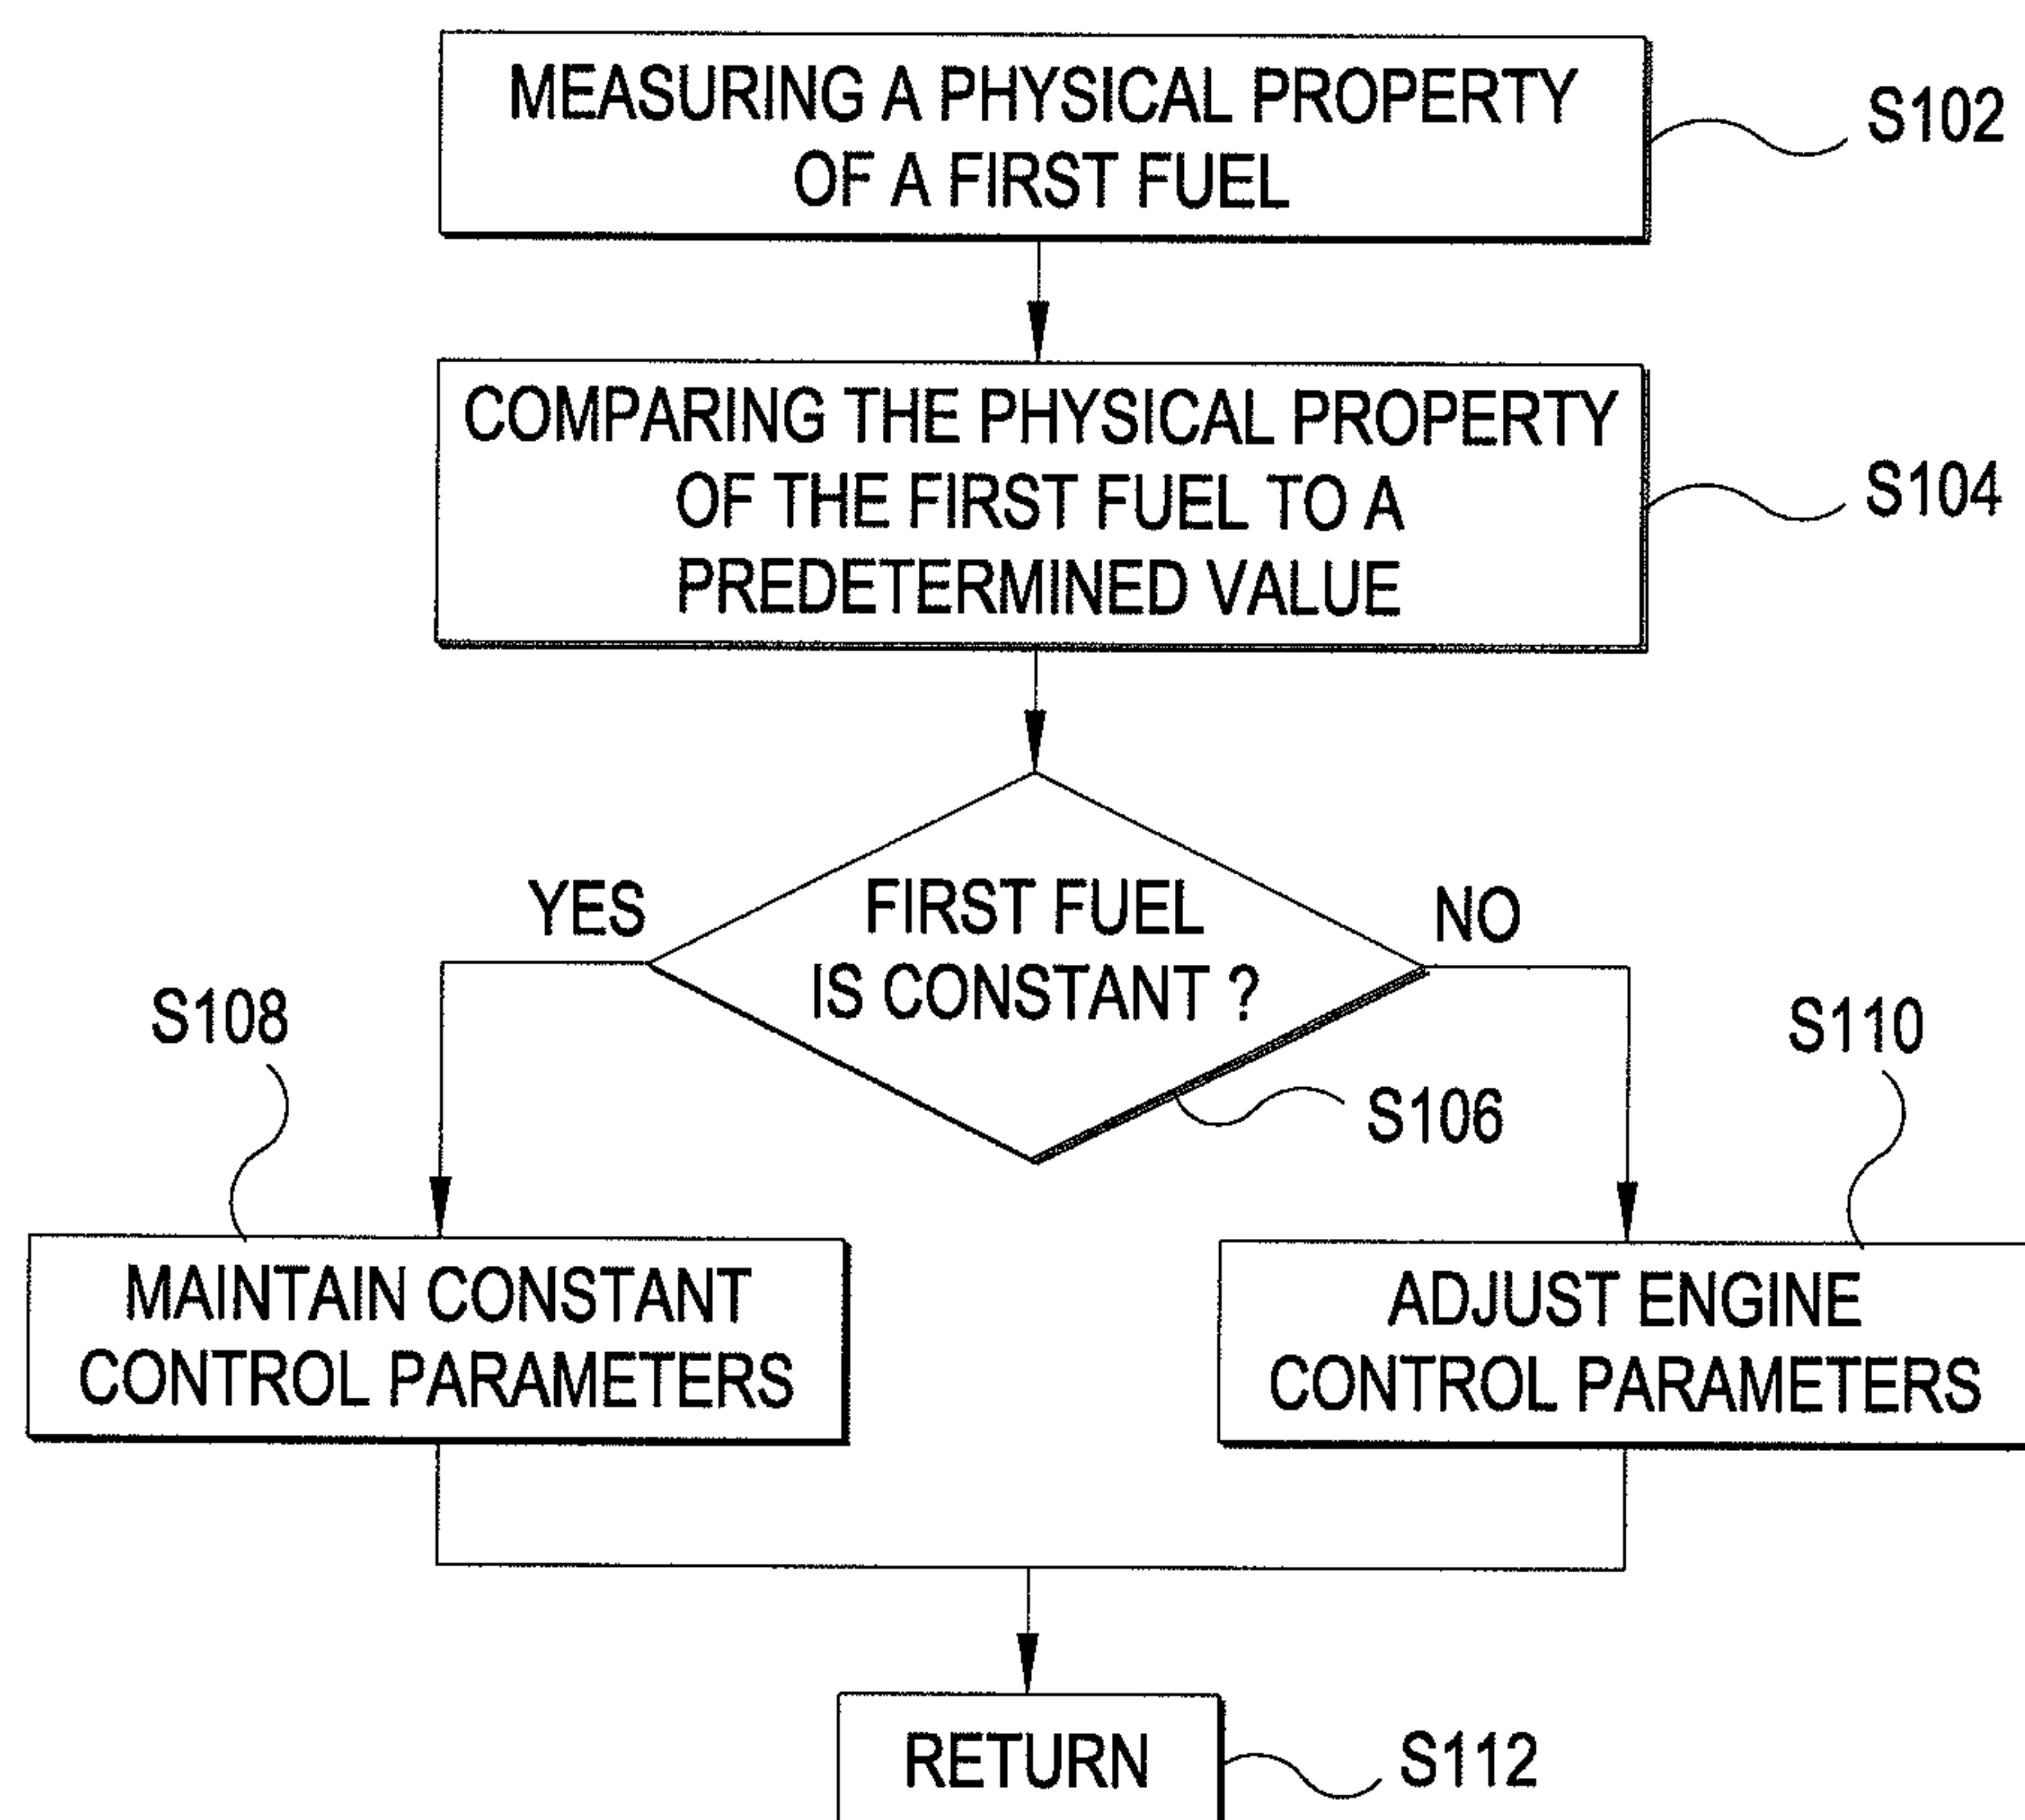 MEASURING A PHYSICAL PROPERTY
OF A FIRST FUEL
S102
COMPARING THE PHYSICAL PROPERTY
OF THE FIRST FUEL TO A
PREDETERMINED VALUE
S104
YES
FIRST FUEL
IS CONSTANT ?
NO
S108
S110
S106
MAINTAIN CONSTANT
CONTROL PARAMETERS
ADJUST ENGINE
CONTROL PARAMETERS
RETURN
S112